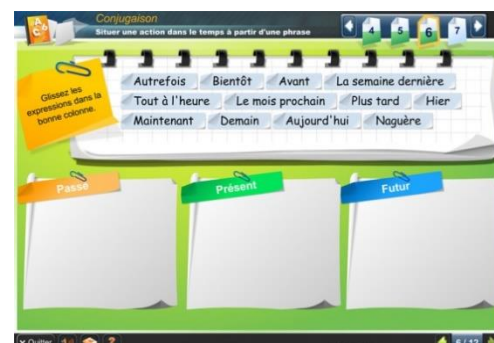 Conjugaison
Situer une action dans le temps à partir d'une phrase
4 5 6 7
Glissez les
expressions dans la
bonne colonne.
Autrefois Bientôt Avant La semaine dernière
Tout à l'heure Le mois prochain Plus tard Hier
Maintenant Demain Aujourd'hui Naguère
Passé Présent Futur
x Quitter ? 6 / 12